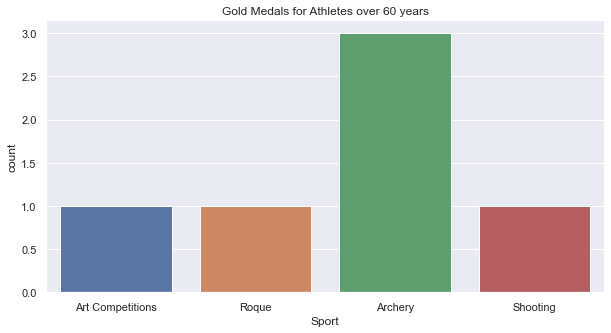 Gold Medals for Athletes over 60 years
3.0
2.5
2.0
1.5
1.0
0.5
0.0
count
Art Competitions
Roque
Archery
Shooting
Sport